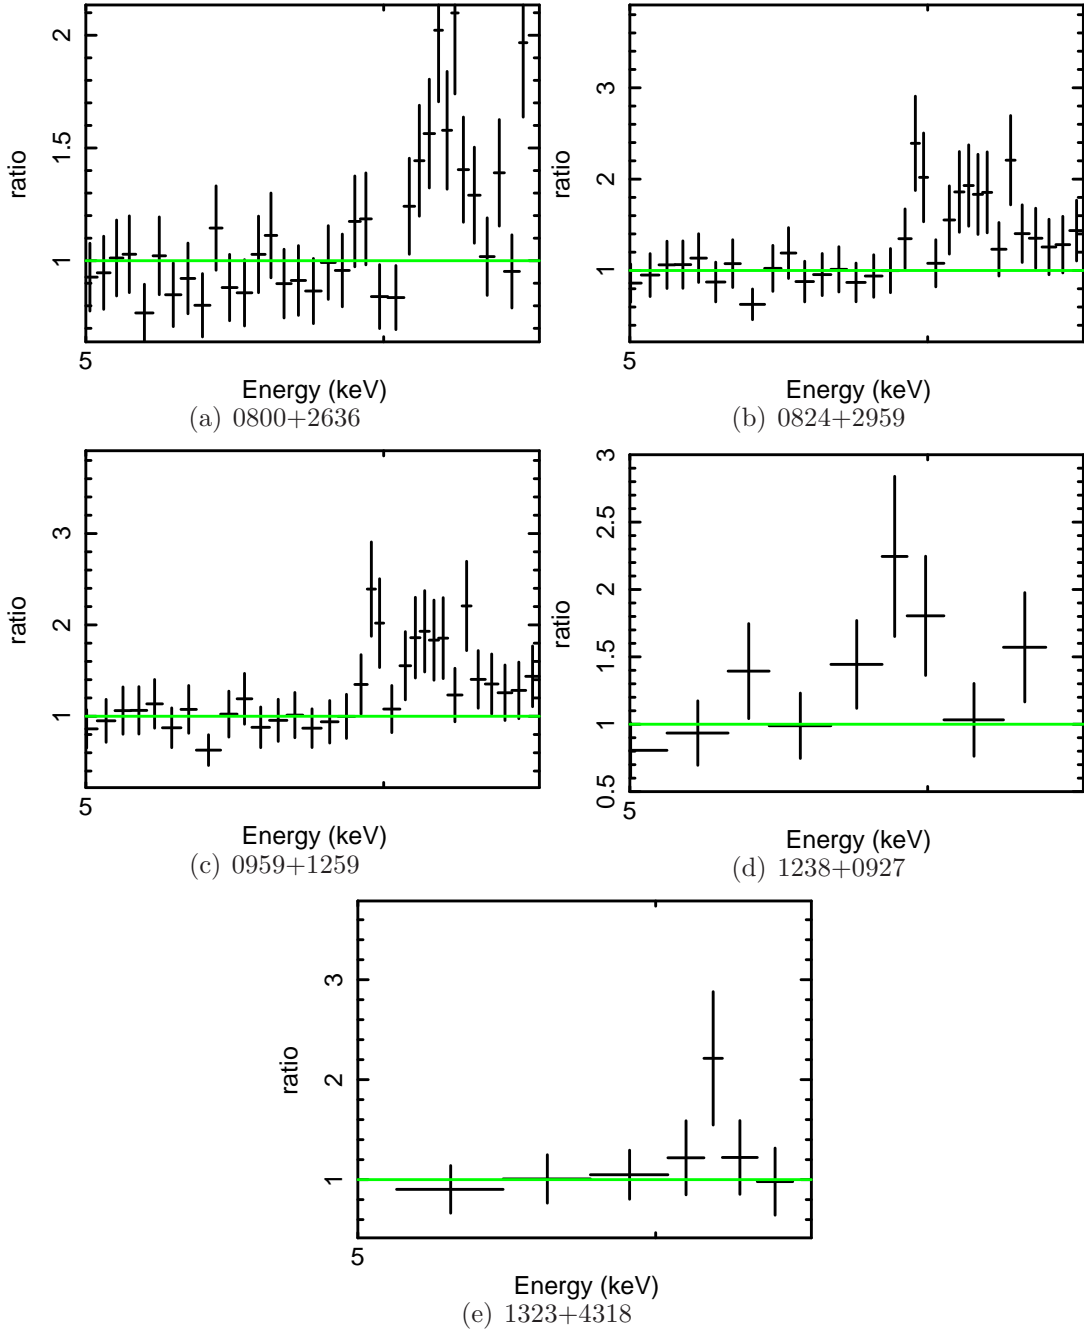 2
1.5
1
ratio
5
Energy (keV)
(a) 0800+2636
3
2
1
ratio
5
Energy (keV)
(b) 0824+2959
3
2
1
ratio
5
Energy (keV)
(c) 0959+1259
3
2.5
2
1.5
1
0.5
ratio
5
Energy (keV)
(d) 1238+0927
3
2
1
ratio
5
Energy (keV)
(e) 1323+4318